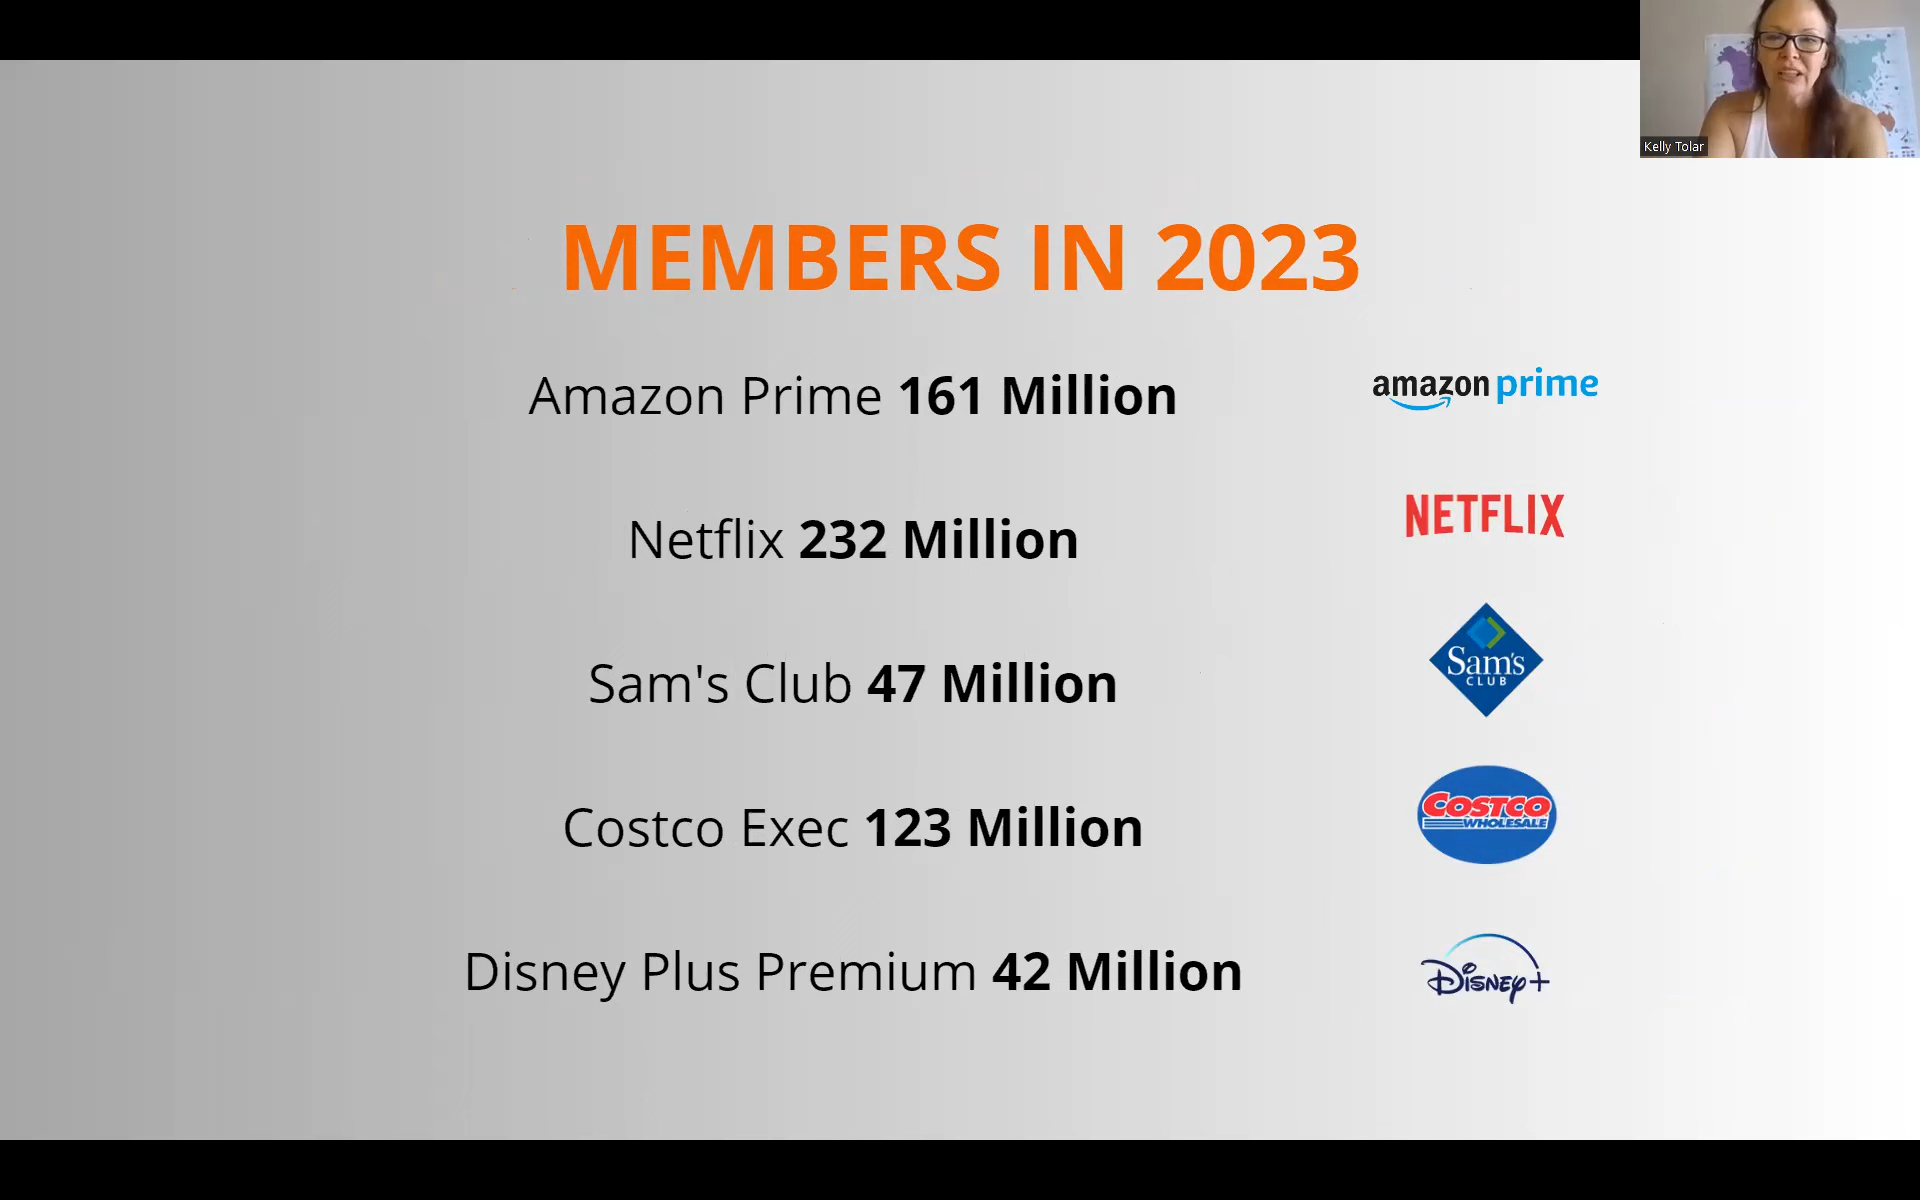 Kelly Tolar
MEMBERS IN 2023
Amazon Prime 161 Million
amazon prime
Netflix 232 Million
NETFLIX
Sam's Club 47 Million
Sam's
CLUB
Costco Exec 123 Million
COSTCO
WHOLESALE
Disney Plus Premium 42 Million
Disney+